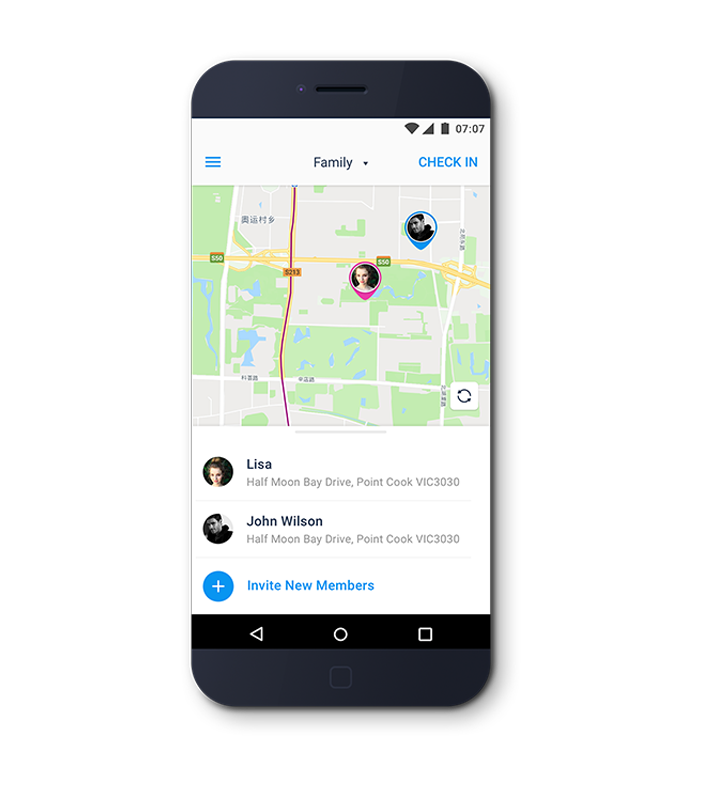 07:07
Family
CHECK IN
奥运村乡
S50
S50
S213
Lisa
Half Moon Bay Drive, Point Cook VIC3030
John Wilson
Half Moon Bay Drive, Point Cook VIC3030
Invite New Members